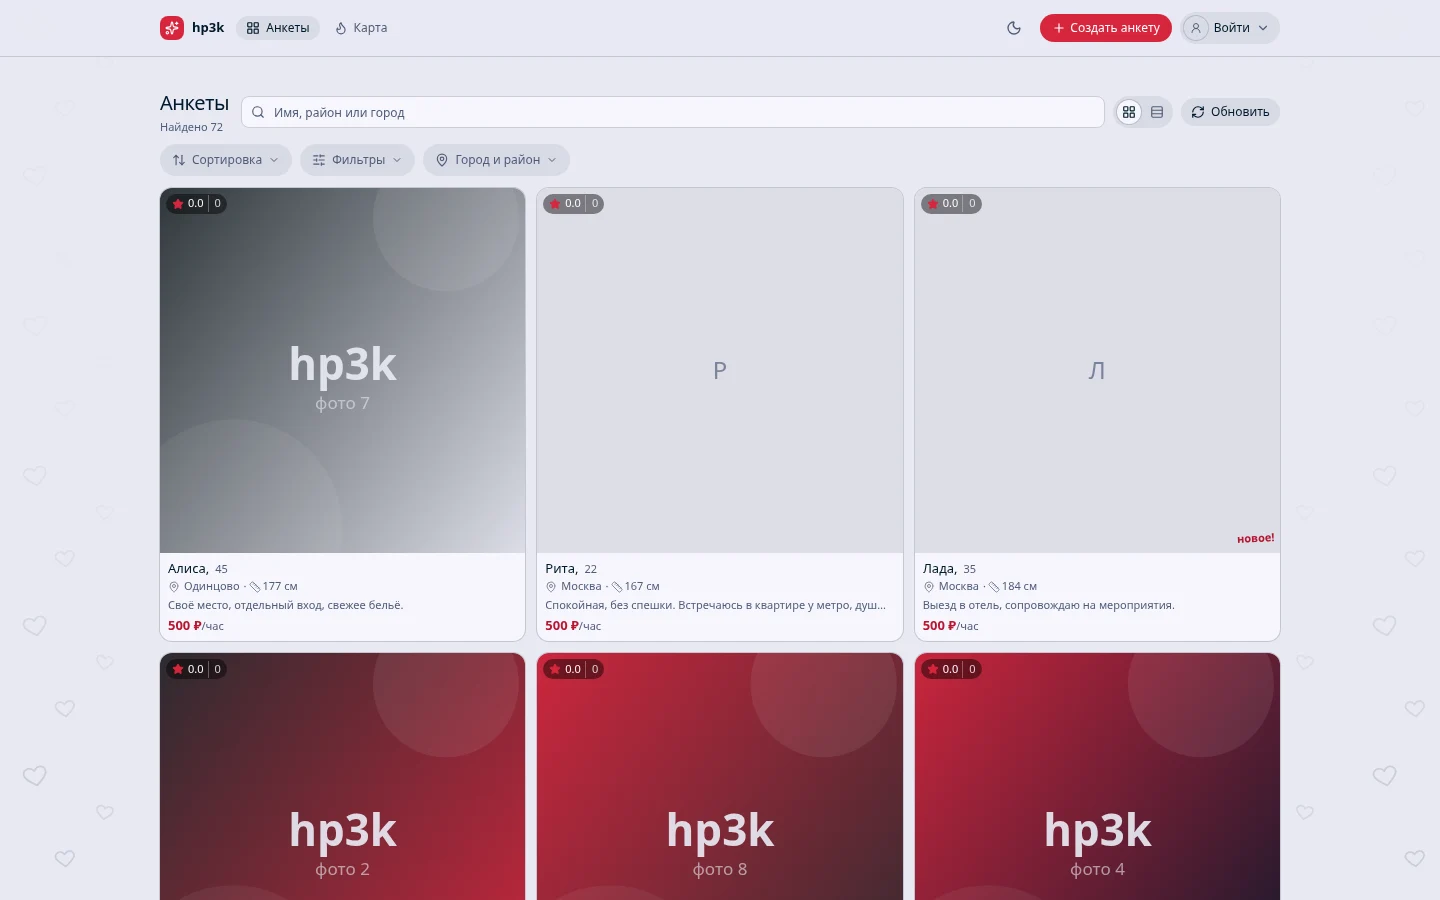 hp3k
Анкеты
Карта
Создать анкету
Войти
Анкеты
Найдено 72
Имя, район или город
Обновить
Сортировка
Фильтры
Город и район
0.0 | 0
hp3k
фото 7
Алиса, 45
Одинцово · 177 см
Своё место, отдельный вход, свежее бельё.
500 ₽/час
0.0 | 0
Р
Рита, 22
Москва · 167 см
Спокойная, без спешки. Встречаюсь в квартире у метро, душ...
500 ₽/час
0.0 | 0
Л
новое!
Лада, 35
Москва · 184 см
Выезд в отель, сопровождаю на мероприятия.
500 ₽/час
0.0 | 0
hp3k
фото 2
0.0 | 0
hp3k
фото 8
0.0 | 0
hp3k
фото 4